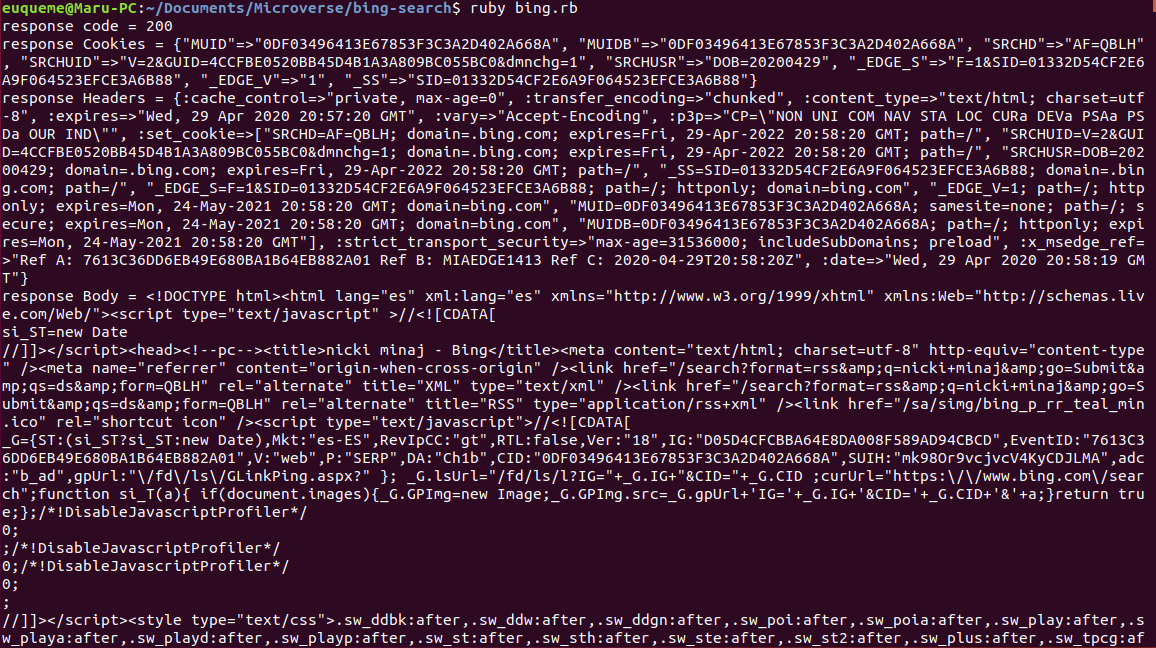 euqueme@Maru-PC:~/Documents/Microverse/bing-search$ ruby bing.rb
response code = 200
response Cookies = {"MUID"=>"0DF03496413E67853F3C3A2D402A668A", "MUIDB"=>"0DF03496413E67853F3C3A2D402A668A", "SRCHD"=>"AF=QBLH"
, "SRCHUID"=>"V=2&GUID=4CCFBE0520BB45D4B1A3A809BC055BC0&dmnchg=1", "SRCHUSR"=>"DOB=20200429", "_EDGE_S"=>"F=1&SID=01332D54CF2E6
A9F064523EFCE3A6B88", "_EDGE_V"=>"1", "_SS"=>"SID=01332D54CF2E6A9F064523EFCE3A6B88"}
response Headers = {:cache_control=>"private, max-age=0", :transfer_encoding=>"chunked", :content_type=>"text/html; charset=utf
-8", :expires=>"Wed, 29 Apr 2020 20:57:20 GMT", :vary=>"Accept-Encoding", :p3p=>"CP=\"NON UNI COM NAV STA LOC CURa DEVa PSAa PS
Da OUR IND\"", :set_cookie=>["SRCHD=AF=QBLH; domain=.bing.com; expires=Fri, 29-Apr-2022 20:58:20 GMT; path=/", "SRCHUID=V=2&GUI
D=4CCFBE0520BB45D4B1A3A809BC055BC0&dmnchg=1; domain=.bing.com; expires=Fri, 29-Apr-2022 20:58:20 GMT; path=/", "SRCHUSR=DOB=202
00429; domain=.bing.com; expires=Fri, 29-Apr-2022 20:58:20 GMT; path=/", "_SS=SID=01332D54CF2E6A9F064523EFCE3A6B88; domain=.bin
g.com; path=/", "_EDGE_S=F=1&SID=01332D54CF2E6A9F064523EFCE3A6B88; path=/; httponly; domain=bing.com", "_EDGE_V=1; path=/; http
only; expires=Mon, 24-May-2021 20:58:20 GMT; domain=bing.com", "MUID=0DF03496413E67853F3C3A2D402A668A; samesite=none; path=/; s
ecure; expires=Mon, 24-May-2021 20:58:20 GMT; domain=bing.com", "MUIDB=0DF03496413E67853F3C3A2D402A668A; path=/; httponly; expi
res=Mon, 24-May-2021 20:58:20 GMT"], :strict_transport_security=>"max-age=31536000; includeSubDomains; preload", :x_msedge_ref=
>"Ref A: 7613C36DD6EB49E680BA1B64EB882A01 Ref B: MIAEDGE1413 Ref C: 2020-04-29T20:58:20Z", :date=>"Wed, 29 Apr 2020 20:58:19 GM
T"}
response Body = <!DOCTYPE html><html lang="es" xml:lang="es" xmlns="http://www.w3.org/1999/xhtml" xmlns:Web="http://schemas.liv
e.com/Web/"><script type="text/javascript" >//<![CDATA[
si_ST=new Date
//]]></script><head><!--pc--><title>nicki minaj - Bing</title><meta content="text/html; charset=utf-8" http-equiv="content-type
" /><meta name="referrer" content="origin-when-cross-origin" /><link href="/search?format=rss&amp;q=nicki+minaj&amp;go=Submit&a
mp;qs=ds&amp;form=QBLH" rel="alternate" title="XML" type="text/xml" /><link href="/search?format=rss&amp;q=nicki+minaj&amp;go=S
ubmit&amp;qs=ds&amp;form=QBLH" rel="alternate" title="RSS" type="application/rss+xml" /><link href="/sa/simg/bing_p_rr_teal_min
.ico" rel="shortcut icon" /><script type="text/javascript">//<![CDATA[
_G={ST:(si_ST?si_ST:new Date),Mkt:"es-ES",RevIpCC:"gt",RTL:false,Ver:"18",IG:"D05D4CFCBBA64E8DA008F589AD94CBCD",EventID:"7613C3
6DD6EB49E680BA1B64EB882A01",V:"web",P:"SERP",DA:"Ch1b",CID:"0DF03496413E67853F3C3A2D402A668A",SUIH:"mk98Or9vcjvcV4KyCDJLMA",adc
:"b_ad",gpUrl:"\/fd\/ls\/GLinkPing.aspx?" }; _G.lsUrl="/fd/ls/l?IG="+_G.IG+"&CID="+_G.CID ;curUrl="https:\/\/www.bing.com\/sear
ch";function si_T(a){ if(document.images){_G.GPImg=new Image;_G.GPImg.src=_G.gpUrl+'IG='+_G.IG+'&CID='+_G.CID+'&'+a;}return tru
e;};/*!DisableJavascriptProfiler*/
0;
;/*!DisableJavascriptProfiler*/
0;/*!DisableJavascriptProfiler*/
0;
;
//]]></script><style type="text/css">.sw_ddbk:after,.sw_ddw:after,.sw_ddgn:after,.sw_poi:after,.sw_poia:after,.sw_play:after,.s
w_playa:after,.sw_playd:after,.sw_playp:after,.sw_st:after,.sw_sth:after,.sw_ste:after,.sw_st2:after,.sw_plus:after,.sw_tpcg:af